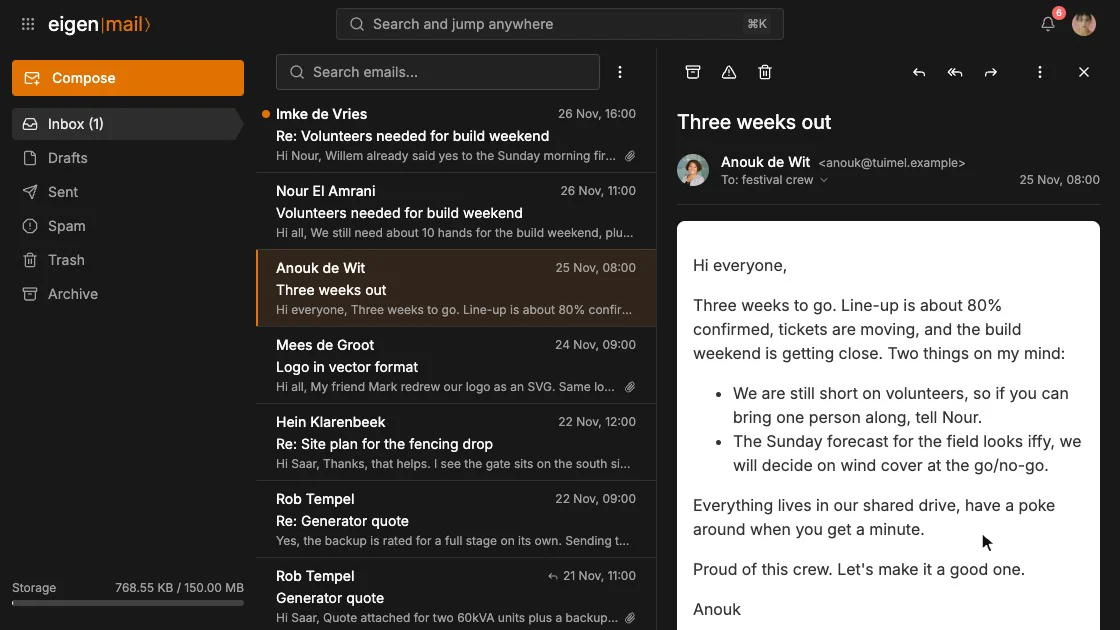 eigen|mail
Search and jump anywhere
⌘K
6
Compose
Inbox (1)
Drafts
Sent
Spam
Trash
Archive
Storage
768.55 KB / 150.00 MB
Search emails...
Imke de Vries
26 Nov, 16:00
Re: Volunteers needed for build weekend
Hi Nour, Willem already said yes to the Sunday morning fir...
Nour El Amrani
26 Nov, 11:00
Volunteers needed for build weekend
Hi all, We still need about 10 hands for the build weekend, plu...
Anouk de Wit
25 Nov, 08:00
Three weeks out
Hi everyone, Three weeks to go. Line-up is about 80% confir...
Mees de Groot
24 Nov, 09:00
Logo in vector format
Hi all, My friend Mark redrew our logo as an SVG. Same lo...
Hein Klarenbeek
22 Nov, 12:00
Re: Site plan for the fencing drop
Hi Saar, Thanks, that helps. I see the gate sits on the south si...
Rob Tempel
22 Nov, 09:00
Re: Generator quote
Yes, the backup is rated for a full stage on its own. Sending t...
Rob Tempel
21 Nov, 11:00
Generator quote
Hi Saar, Quote attached for two 60kVA units plus a backup...
Three weeks out
Anouk de Wit <anouk@tuimel.example>
To: festival crew
25 Nov, 08:00
Hi everyone,
Three weeks to go. Line-up is about 80%
confirmed, tickets are moving, and the build
weekend is getting close. Two things on my mind:
• We are still short on volunteers, so if you can
bring one person along, tell Nour.
• The Sunday forecast for the field looks iffy, we
will decide on wind cover at the go/no-go.
Everything lives in our shared drive, have a poke
around when you get a minute.
Proud of this crew. Let's make it a good one.
Anouk